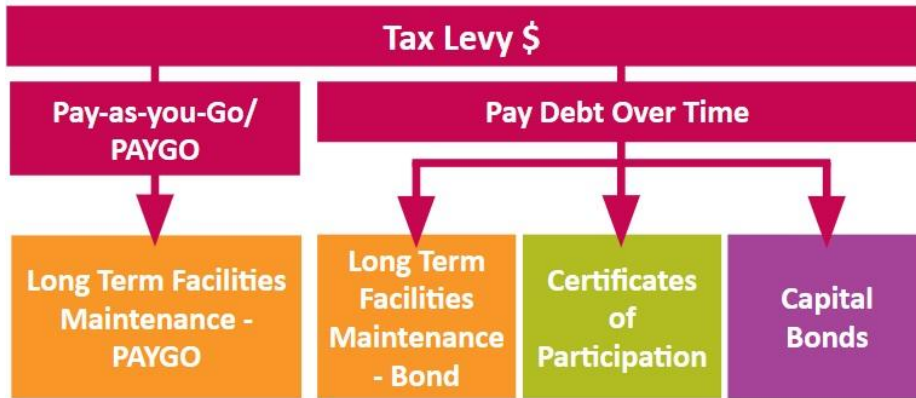 Tax Levy $
Pay-as-you-Go/
PAYGO
Pay Debt Over Time
Long Term Facilities
Maintenance -
PAYGO
Long Term
Facilities
Maintenance
- Bond
Certificates
of
Participation
Capital
Bonds